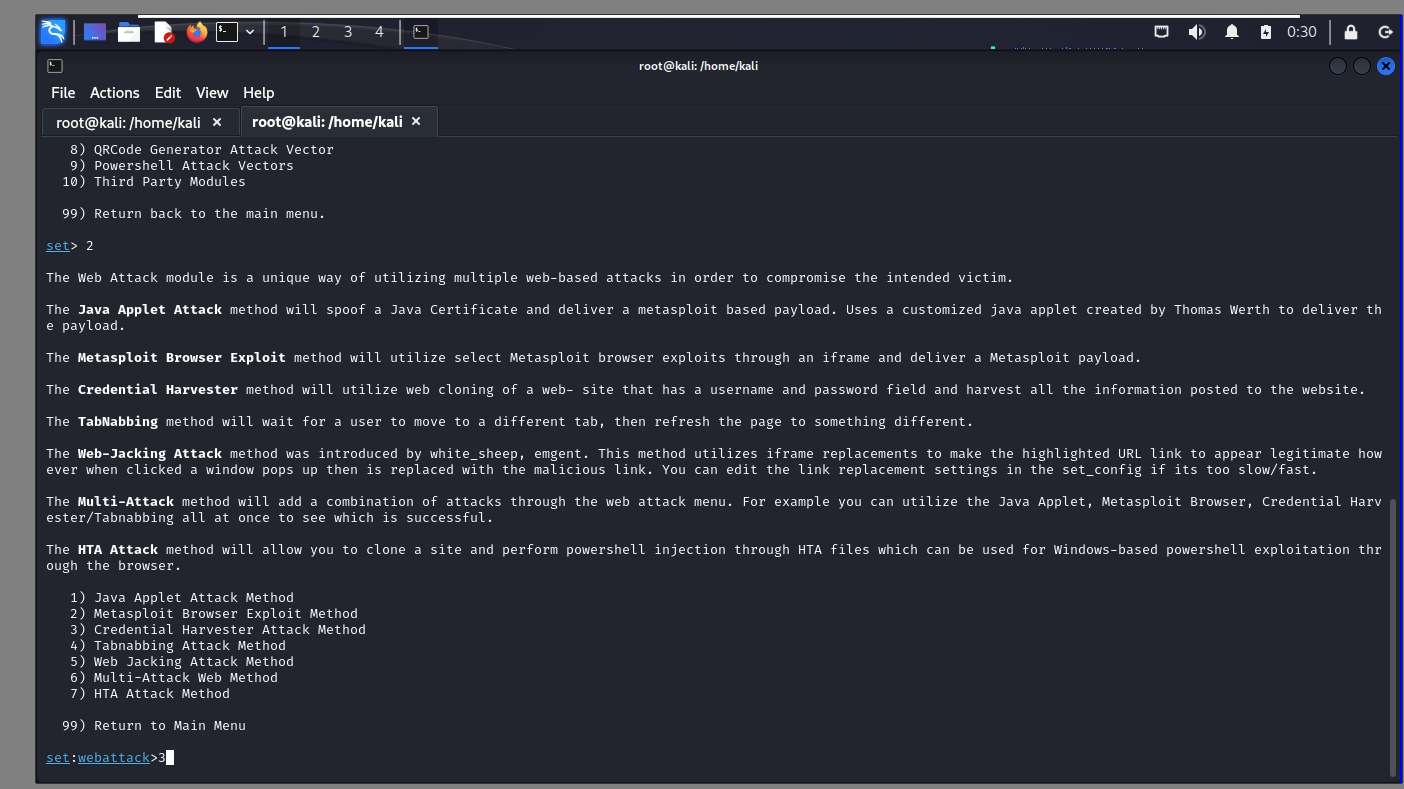 1 2 3 4 0:30
root@kali: /home/kali
File Actions Edit View Help
root@kali: /home/kali × root@kali: /home/kali ×
8) QRCode Generator Attack Vector
9) Powershell Attack Vectors
10) Third Party Modules
99) Return back to the main menu.
set> 2
The Web Attack module is a unique way of utilizing multiple web-based attacks in order to compromise the intended victim.
The Java Applet Attack method will spoof a Java Certificate and deliver a metasploit based payload. Uses a customized java applet created by Thomas Werth to deliver th
e payload.
The Metasploit Browser Exploit method will utilize select Metasploit browser exploits through an iframe and deliver a Metasploit payload.
The Credential Harvester method will utilize web cloning of a web- site that has a username and password field and harvest all the information posted to the website.
The TabNabbing method will wait for a user to move to a different tab, then refresh the page to something different.
The Web-Jacking Attack method was introduced by white_sheep, emgent. This method utilizes iframe replacements to make the highlighted URL link to appear legitimate how
ever when clicked a window pops up then is replaced with the malicious link. You can edit the link replacement settings in the set_config if its too slow/fast.
The Multi-Attack method will add a combination of attacks through the web attack menu. For example you can utilize the Java Applet, Metasploit Browser, Credential Harv
ester/Tabnabbing all at once to see which is successful.
The HTA Attack method will allow you to clone a site and perform powershell injection through HTA files which can be used for Windows-based powershell exploitation thr
ough the browser.
1) Java Applet Attack Method
2) Metasploit Browser Exploit Method
3) Credential Harvester Attack Method
4) Tabnabbing Attack Method
5) Web Jacking Attack Method
6) Multi-Attack Web Method
7) HTA Attack Method
99) Return to Main Menu
set:webattack>3